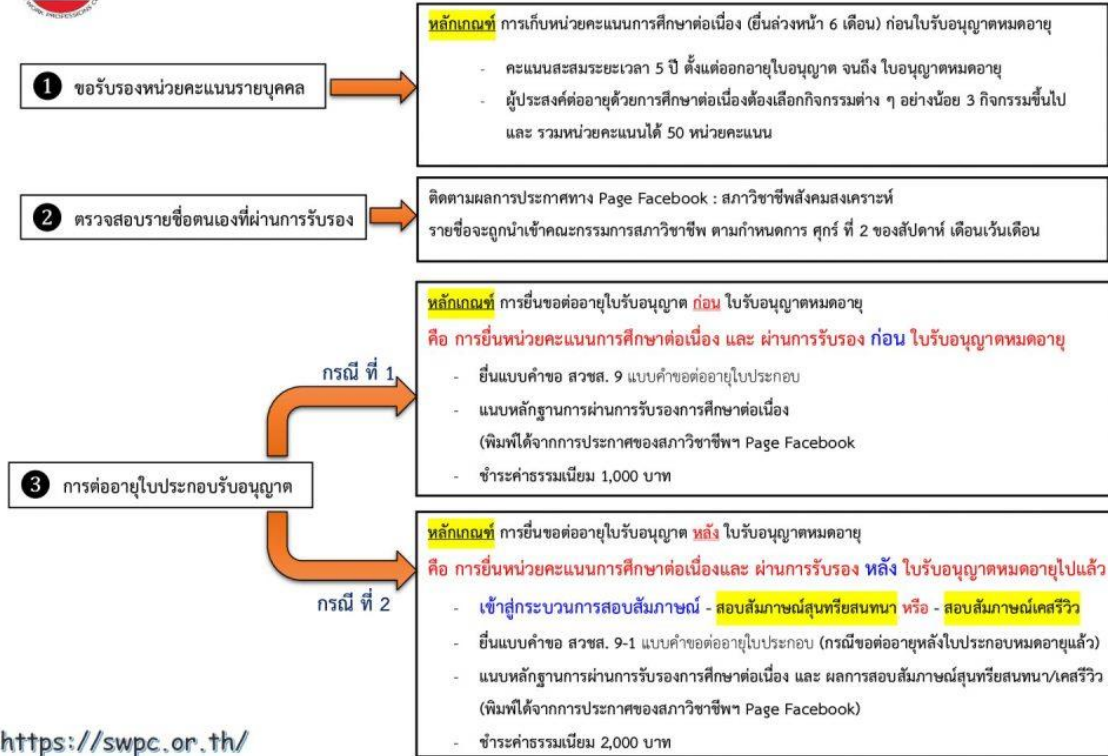 WORK PROFESSIONS
❶ ขอรับรองหน่วยคะแนนรายบุคคล
หลักเกณฑ์ การเก็บหน่วยคะแนนการศึกษาต่อเนื่อง (ยื่นล่วงหน้า 6 เดือน) ก่อนใบรับอนุญาตหมดอายุ
- คะแนนสะสมระยะเวลา 5 ปี ตั้งแต่ออกอายุใบอนุญาต จนถึง ใบอนุญาตหมดอายุ
- ผู้ประสงค์ต่ออายุด้วยการศึกษาต่อเนื่องต้องเลือกกิจกรรมต่าง ๆ อย่างน้อย 3 กิจกรรมขึ้นไป
และ รวมหน่วยคะแนนได้ 50 หน่วยคะแนน
❷ ตรวจสอบรายชื่อตนเองที่ผ่านการรับรอง
ติดตามผลการประกาศทาง Page Facebook : สภาวิชาชีพสังคมสงเคราะห์
รายชื่อจะถูกนำเข้าคณะกรรมการสภาวิชาชีพ ตามกำหนดการ ศุกร์ ที่ 2 ของสัปดาห์ เดือนเว้นเดือน
❸ การต่ออายุใบประกอบรับอนุญาต
กรณี ที่ 1
หลักเกณฑ์ การยื่นขอต่ออายุใบรับอนุญาต ก่อน ใบรับอนุญาตหมดอายุ
คือ การยื่นหน่วยคะแนนการศึกษาต่อเนื่อง และ ผ่านการรับรอง ก่อน ใบรับอนุญาตหมดอายุ
- ยื่นแบบคำขอ สวชส. 9 แบบคำขอต่ออายุใบประกอบ
- แนบหลักฐานการผ่านการรับรองการศึกษาต่อเนื่อง
(พิมพ์ได้จากการประกาศของสภาวิชาชีพฯ Page Facebook
- ชำระค่าธรรมเนียม 1,000 บาท
กรณี ที่ 2
หลักเกณฑ์ การยื่นขอต่ออายุใบรับอนุญาต หลัง ใบรับอนุญาตหมดอายุ
คือ การยื่นหน่วยคะแนนการศึกษาต่อเนื่องและ ผ่านการรับรอง หลัง ใบรับอนุญาตหมดอายุไปแล้ว
- เข้าสู่กระบวนการสอบสัมภาษณ์ - สอบสัมภาษณ์สุนทรียสนทนา หรือ - สอบสัมภาษณ์เคสรีวิว
- ยื่นแบบคำขอ สวชส. 9-1 แบบคำขอต่ออายุใบประกอบ (กรณีขอต่ออายุหลังใบประกอบหมดอายุแล้ว)
- แนบหลักฐานการผ่านการรับรองการศึกษาต่อเนื่อง และ ผลการสอบสัมภาษณ์สุนทรียสนทนา/เคสรีวิว
(พิมพ์ได้จากการประกาศของสภาวิชาชีพฯ Page Facebook)
- ชำระค่าธรรมเนียม 2,000 บาท
https://swpc.or.th/